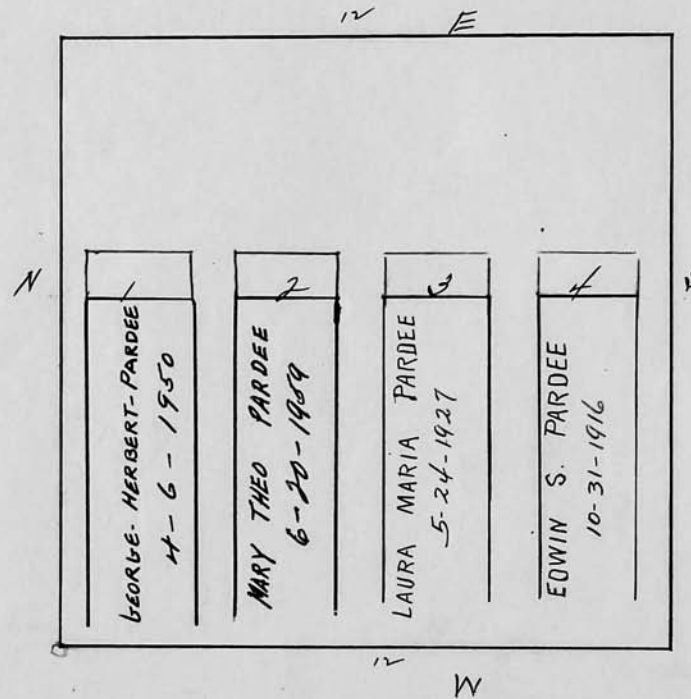 12 E
N
1
2
3
4
GEORGE-HERBERT-PARDEE
4-6-1950
MARY THEO PARDEE
6-20-1959
LAURA MARIA PARDEE
5-24-1927
EDWIN S. PARDEE
10-31-1916
12
W